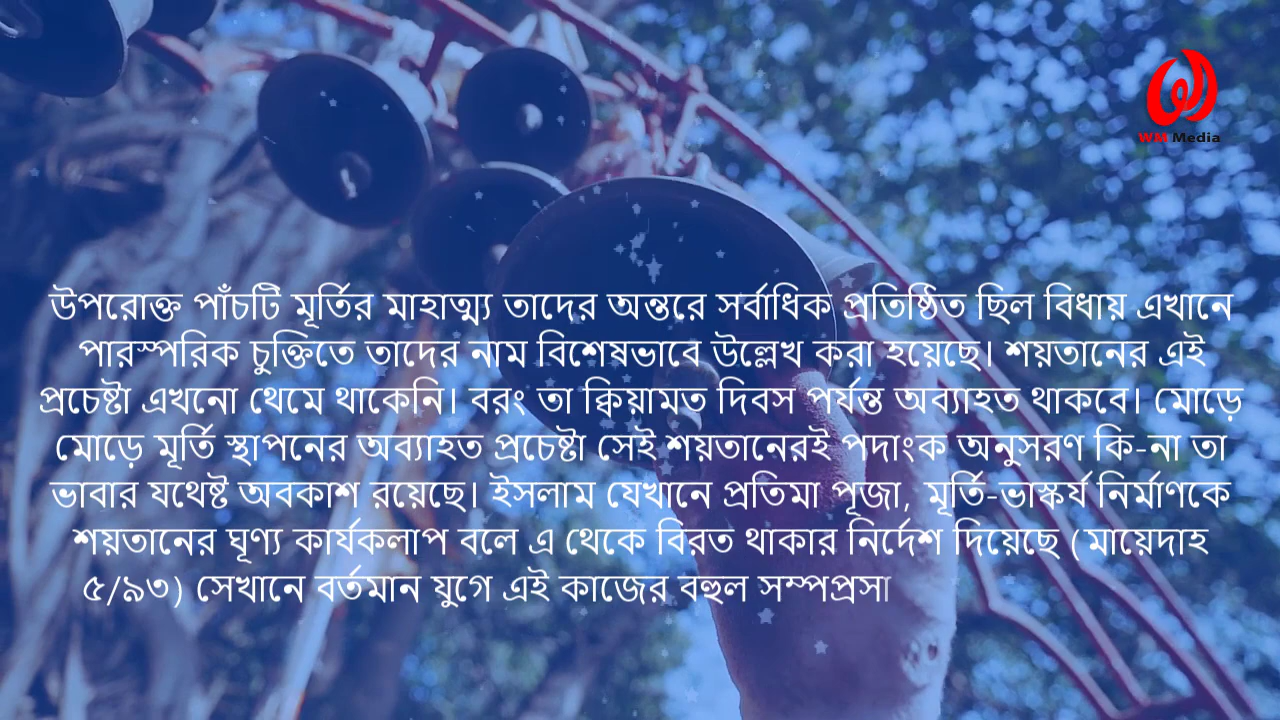 WM Media
উপরোক্ত পাঁচটি মূর্তির মাহাত্ম্য তাদের অন্তরে সর্বাধিক প্রতিষ্ঠিত ছিল বিধায় এখানে
পারস্পরিক চুক্তিতে তাদের নাম বিশেষভাবে উল্লেখ করা হয়েছে। শয়তানের এই
প্রচেষ্টা এখনো থেমে থাকেনি। বরং তা ক্বিয়ামত দিবস পর্যন্ত অব্যাহত থাকবে। মোড়ে
মোড়ে মূর্তি স্থাপনের অব্যাহত প্রচেষ্টা সেই শয়তানেরই পদাংক অনুসরণ কি-না তা
ভাবার যথেষ্ট অবকাশ রয়েছে। ইসলাম যেখানে প্রতিমা পূজা, মূর্তি-ভাস্কর্য নির্মাণকে
শয়তানের ঘৃণ্য কার্যকলাপ বলে এ থেকে বিরত থাকার নির্দেশ দিয়েছে (মায়েদাহ
৫/৯৩) সেখানে বর্তমান যুগে এই কাজের বহুল সম্পপ্রসা